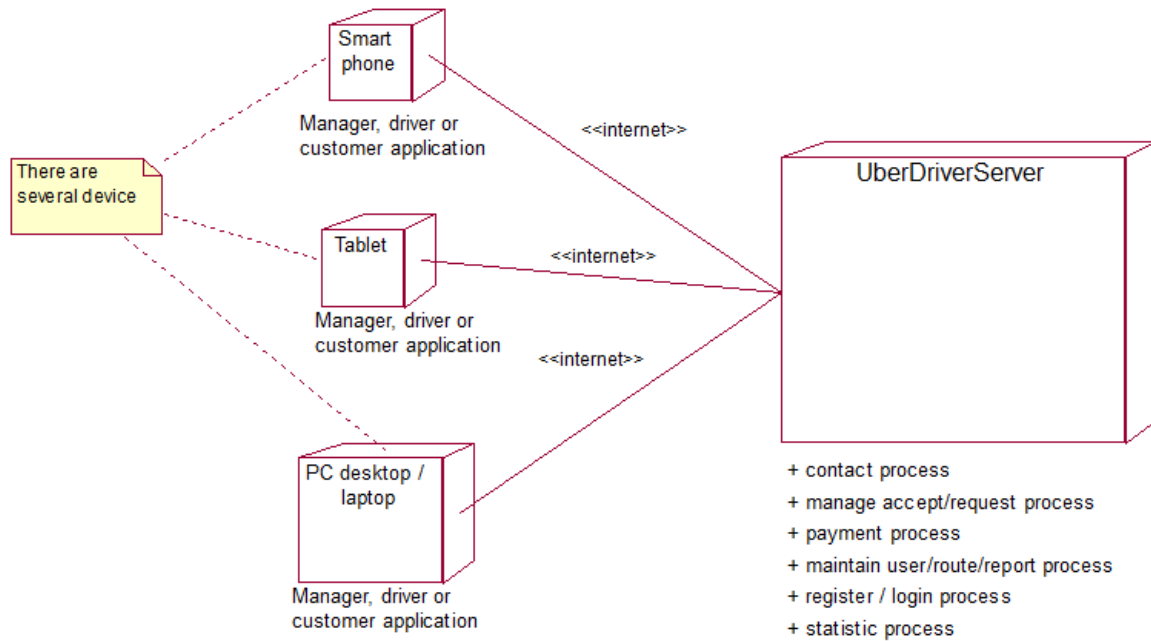 Smart
phone
Manager, driver or
customer application
<<internet>>
UberDriverServer
There are
several device
Tablet
<<internet>>
Manager, driver or
customer application
<<internet>>
PC desktop /
laptop
Manager, driver or
customer application
+ contact process
+ manage accept/request process
+ payment process
+ maintain user/route/report process
+ register / login process
+ statistic process